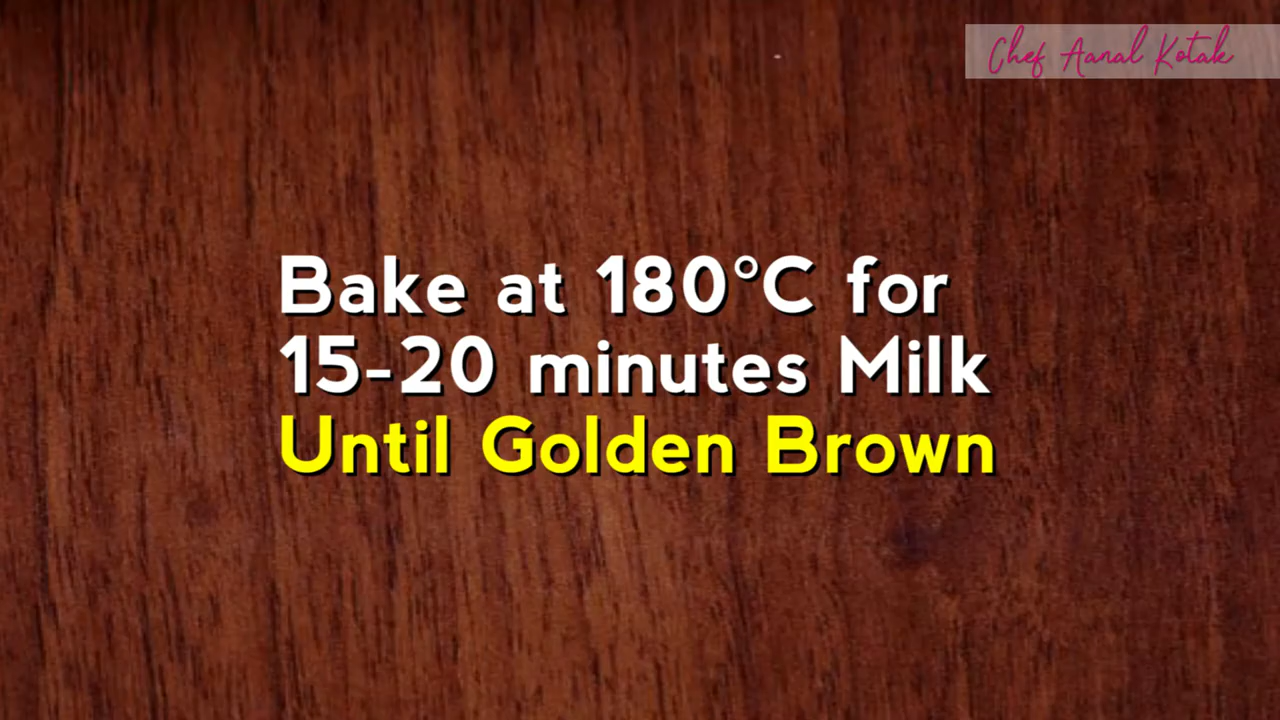 Chef Aanal Kotak
Bake at 180°C for
15-20 minutes Milk
Until Golden Brown